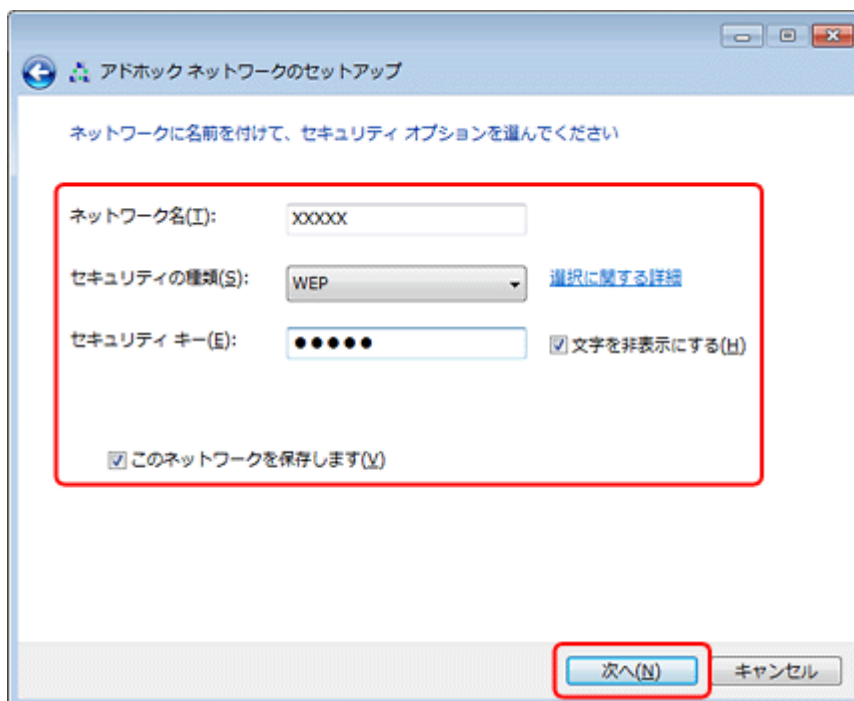 アドホック ネットワークのセットアップ
ネットワークに名前を付けて、セキュリティ オプションを選んでください
ネットワーク名(T): XXXXX
セキュリティの種類(S): WEP 選択に関する詳細
セキュリティ キー(E): ●●●●● 文字を非表示にする(H)
このネットワークを保存します(V)
次へ(N) キャンセル